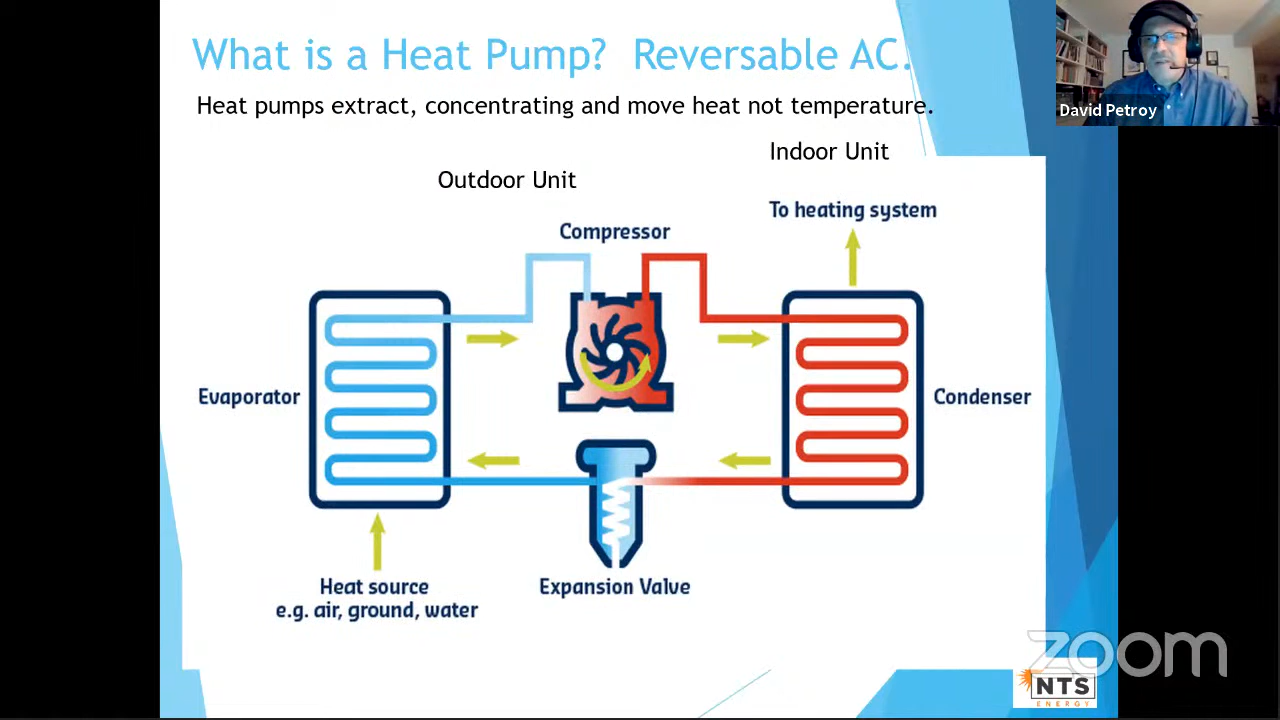 What is a Heat Pump? Reversable AC.
David Petroy
Heat pumps extract, concentrating and move heat not temperature.
Indoor Unit
Outdoor Unit
To heating system
Compressor
Evaporator
Condenser
Heat source
e.g. air, ground, water
Expansion Valve
zoom
NTS
ENERGY